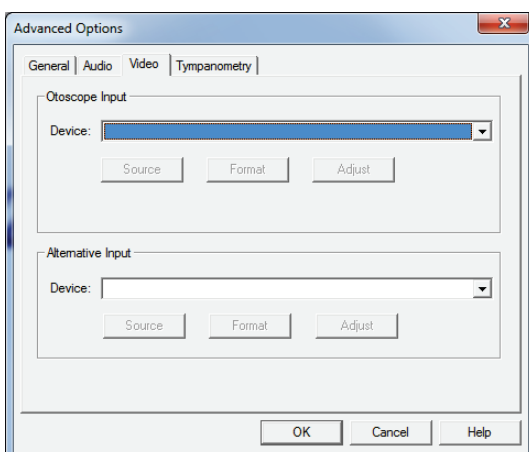 Advanced Options
General Audio Video Tympanometry
Otoscope Input
Device:
Source Format Adjust
Alternative Input
Device:
Source Format Adjust
OK Cancel Help